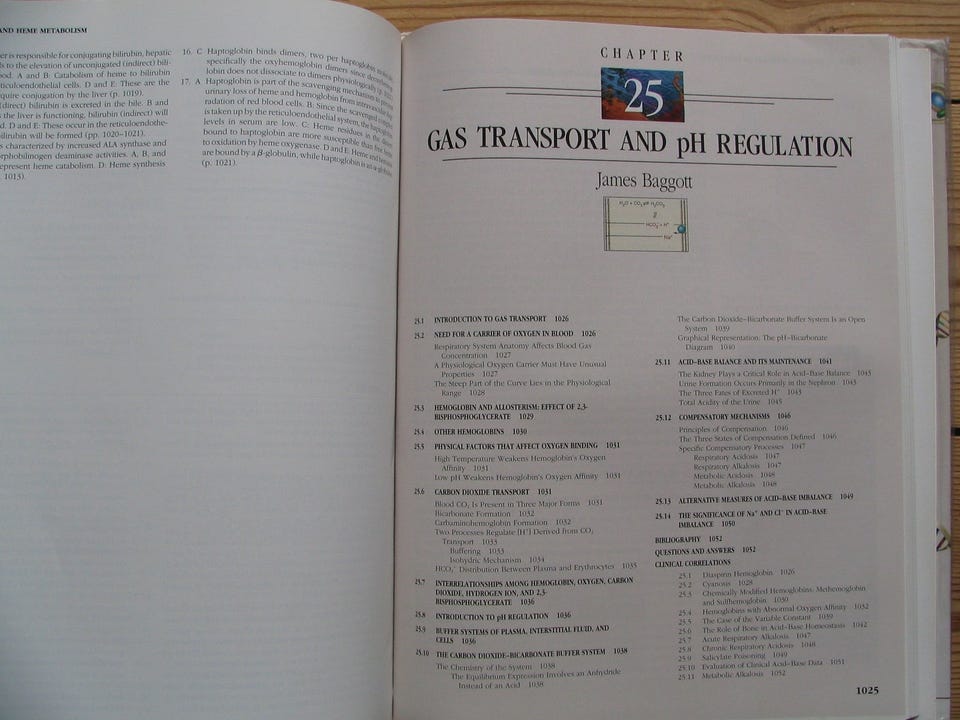 AND HEME METABOLISM
er is responsible for conjugating bilirubin, hepatic
s to the elevation of unconjugated (indirect) bili-
ood. A and B: Catabolism of heme to bilirubin
ticuloendothelial cells. D and E: These are the
quire conjugation by the liver (p. 1019).
(direct) bilirubin is excreted in the bile. B and
s the liver is functioning, bilirubin (indirect) will
d. D and E: These occur in the reticuloendothe-
bilirubin will be formed (pp. 1020–1021).
s characterized by increased ALA synthase and
rphobilinogen deaminase activities. A, B, and
epresent heme catabolism. D: Heme synthesis
1013).
16. C Haptoglobin binds dimers, two per haptoglobin
specifically the oxyhemoglobin dimers since
lobin does not dissociate to dimers physiologically
17. A Haptoglobin is part of the scavenging mechanism to
urinary loss of heme and hemoglobin from intravascular
radation of red blood cells. B: Since the scavenged
is taken up by the reticuloendothelial system, the haptoglobin
levels in serum are low. C: Heme residues in
bound to haptoglobin are more susceptible than free
to oxidation by heme oxygenase. D and E: Heme and
are bound by a β-globulin, while haptoglobin is an α-globulin
(p. 1021).
CHAPTER
25
GAS TRANSPORT AND pH REGULATION
James Baggott
H₂O + CO₂ ⇌ H₂CO₃
HCO₃⁻ + H⁺
Na⁺
25.1 INTRODUCTION TO GAS TRANSPORT 1026
25.2 NEED FOR A CARRIER OF OXYGEN IN BLOOD 1026
Respiratory System Anatomy Affects Blood Gas
Concentration 1027
A Physiological Oxygen Carrier Must Have Unusual
Properties 1027
The Steep Part of the Curve Lies in the Physiological
Range 1028
25.3 HEMOGLOBIN AND ALLOSTERISM: EFFECT OF 2,3-
BISPHOSPHOGLYCERATE 1029
25.4 OTHER HEMOGLOBINS 1030
25.5 PHYSICAL FACTORS THAT AFFECT OXYGEN BINDING 1031
High Temperature Weakens Hemoglobin's Oxygen
Affinity 1031
Low pH Weakens Hemoglobin's Oxygen Affinity 1031
25.6 CARBON DIOXIDE TRANSPORT 1031
Blood CO₂ Is Present in Three Major Forms 1031
Bicarbonate Formation 1032
Carbaminohemoglobin Formation 1032
Two Processes Regulate [H⁺] Derived from CO₂
Transport 1033
Buffering 1033
Isohydric Mechanism 1034
HCO₃⁻ Distribution Between Plasma and Erythrocytes 1035
25.7 INTERRELATIONSHIPS AMONG HEMOGLOBIN, OXYGEN, CARBON
DIOXIDE, HYDROGEN ION, AND 2,3-
BISPHOSPHOGLYCERATE 1036
25.8 INTRODUCTION TO pH REGULATION 1036
25.9 BUFFER SYSTEMS OF PLASMA, INTERSTITIAL FLUID, AND
CELLS 1036
25.10 THE CARBON DIOXIDE–BICARBONATE BUFFER SYSTEM 1038
The Chemistry of the System 1038
The Equilibrium Expression Involves an Anhydride
Instead of an Acid 1038
The Carbon Dioxide–Bicarbonate Buffer System Is an Open
System 1039
Graphical Representation: The pH–Bicarbonate
Diagram 1040
25.11 ACID–BASE BALANCE AND ITS MAINTENANCE 1041
The Kidney Plays a Critical Role in Acid–Base Balance 1043
Urine Formation Occurs Primarily in the Nephron 1043
The Three Fates of Excreted H⁺ 1043
Total Acidity of the Urine 1045
25.12 COMPENSATORY MECHANISMS 1046
Principles of Compensation 1046
The Three States of Compensation Defined 1046
Specific Compensatory Processes 1047
Respiratory Acidosis 1047
Respiratory Alkalosis 1047
Metabolic Acidosis 1048
Metabolic Alkalosis 1048
25.13 ALTERNATIVE MEASURES OF ACID–BASE IMBALANCE 1049
25.14 THE SIGNIFICANCE OF Na⁺ AND Cl⁻ IN ACID–BASE
IMBALANCE 1050
BIBLIOGRAPHY 1052
QUESTIONS AND ANSWERS 1052
CLINICAL CORRELATIONS
25.1 Diaspirin Hemoglobin 1026
25.2 Cyanosis 1028
25.3 Chemically Modified Hemoglobins: Methemoglobin
and Sulfhemoglobin 1030
25.4 Hemoglobins with Abnormal Oxygen Affinity 1032
25.5 The Case of the Variable Constant 1039
25.6 The Role of Bone in Acid–Base Homeostasis 1042
25.7 Acute Respiratory Alkalosis 1047
25.8 Chronic Respiratory Acidosis 1048
25.9 Salicylate Poisoning 1049
25.10 Evaluation of Clinical Acid–Base Data 1051
25.11 Metabolic Alkalosis 1052
1025